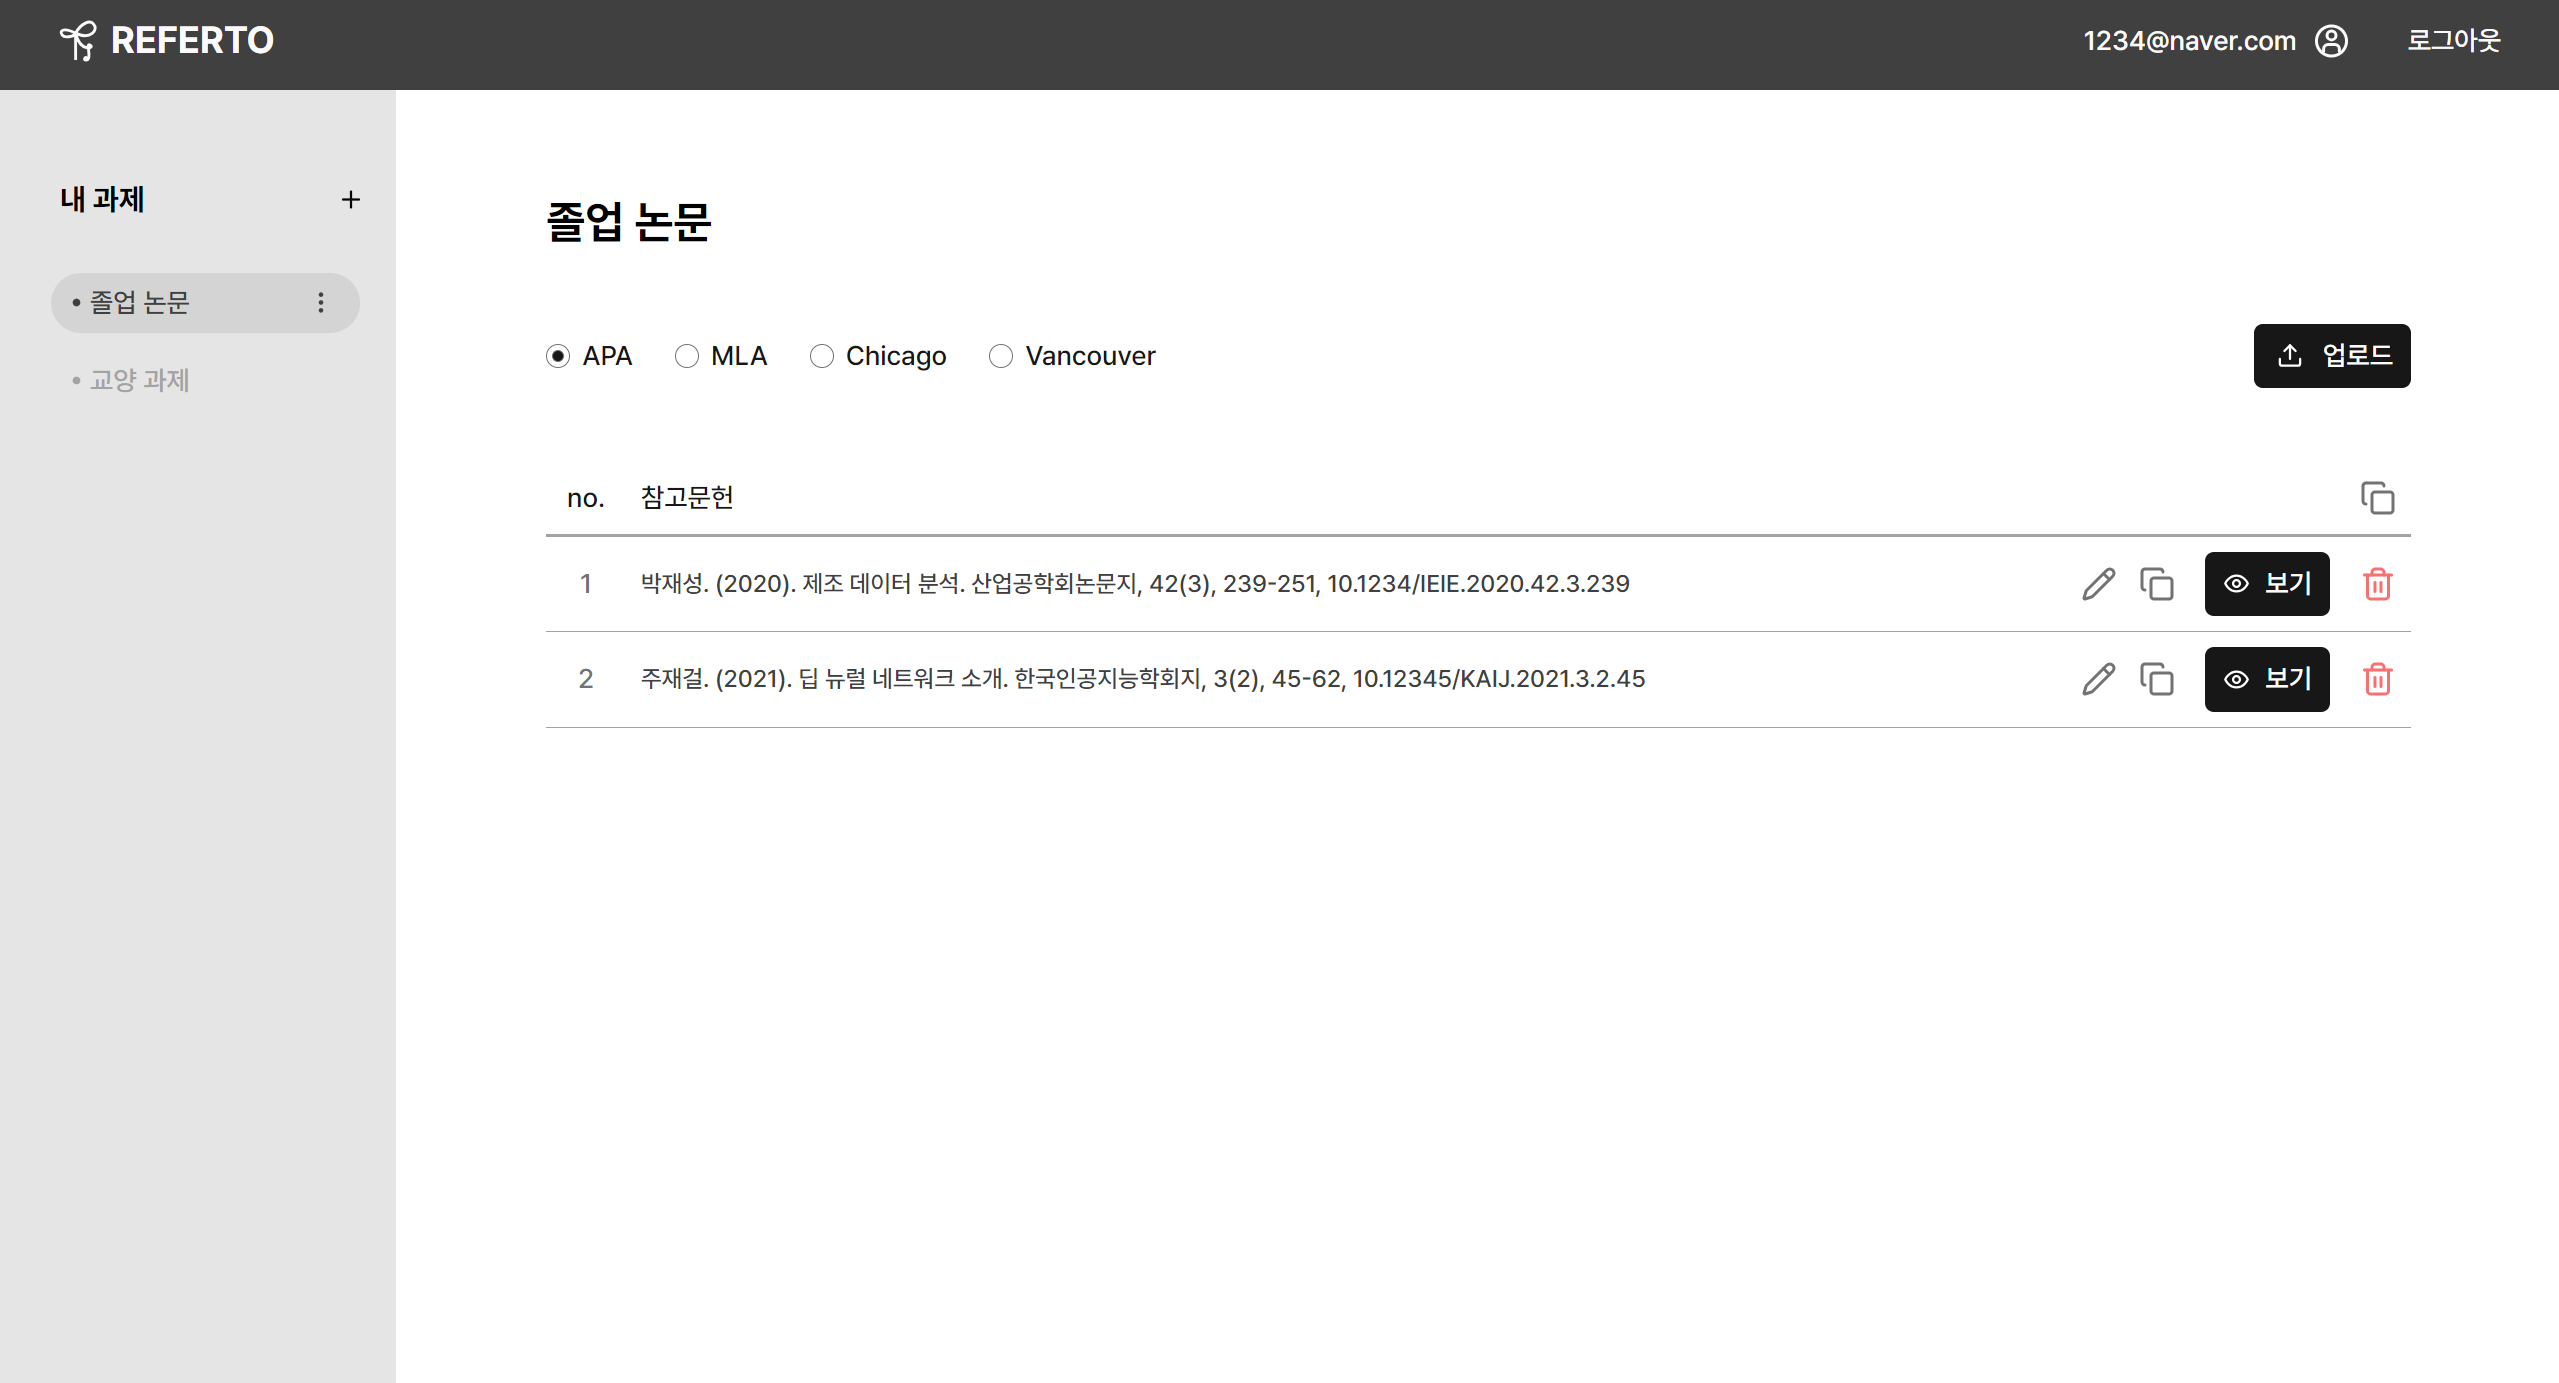 REFERTO
1234@naver.com
로그아웃
내 과제
졸업 논문
교양 과제
졸업 논문
APA MLA Chicago Vancouver
업로드
no. 참고문헌
1 박재성. (2020). 제조 데이터 분석. 산업공학회논문지, 42(3), 239-251, 10.1234/IEIE.2020.42.3.239 보기
2 주재걸. (2021). 딥 뉴럴 네트워크 소개. 한국인공지능학회지, 3(2), 45-62, 10.12345/KAIJ.2021.3.2.45 보기